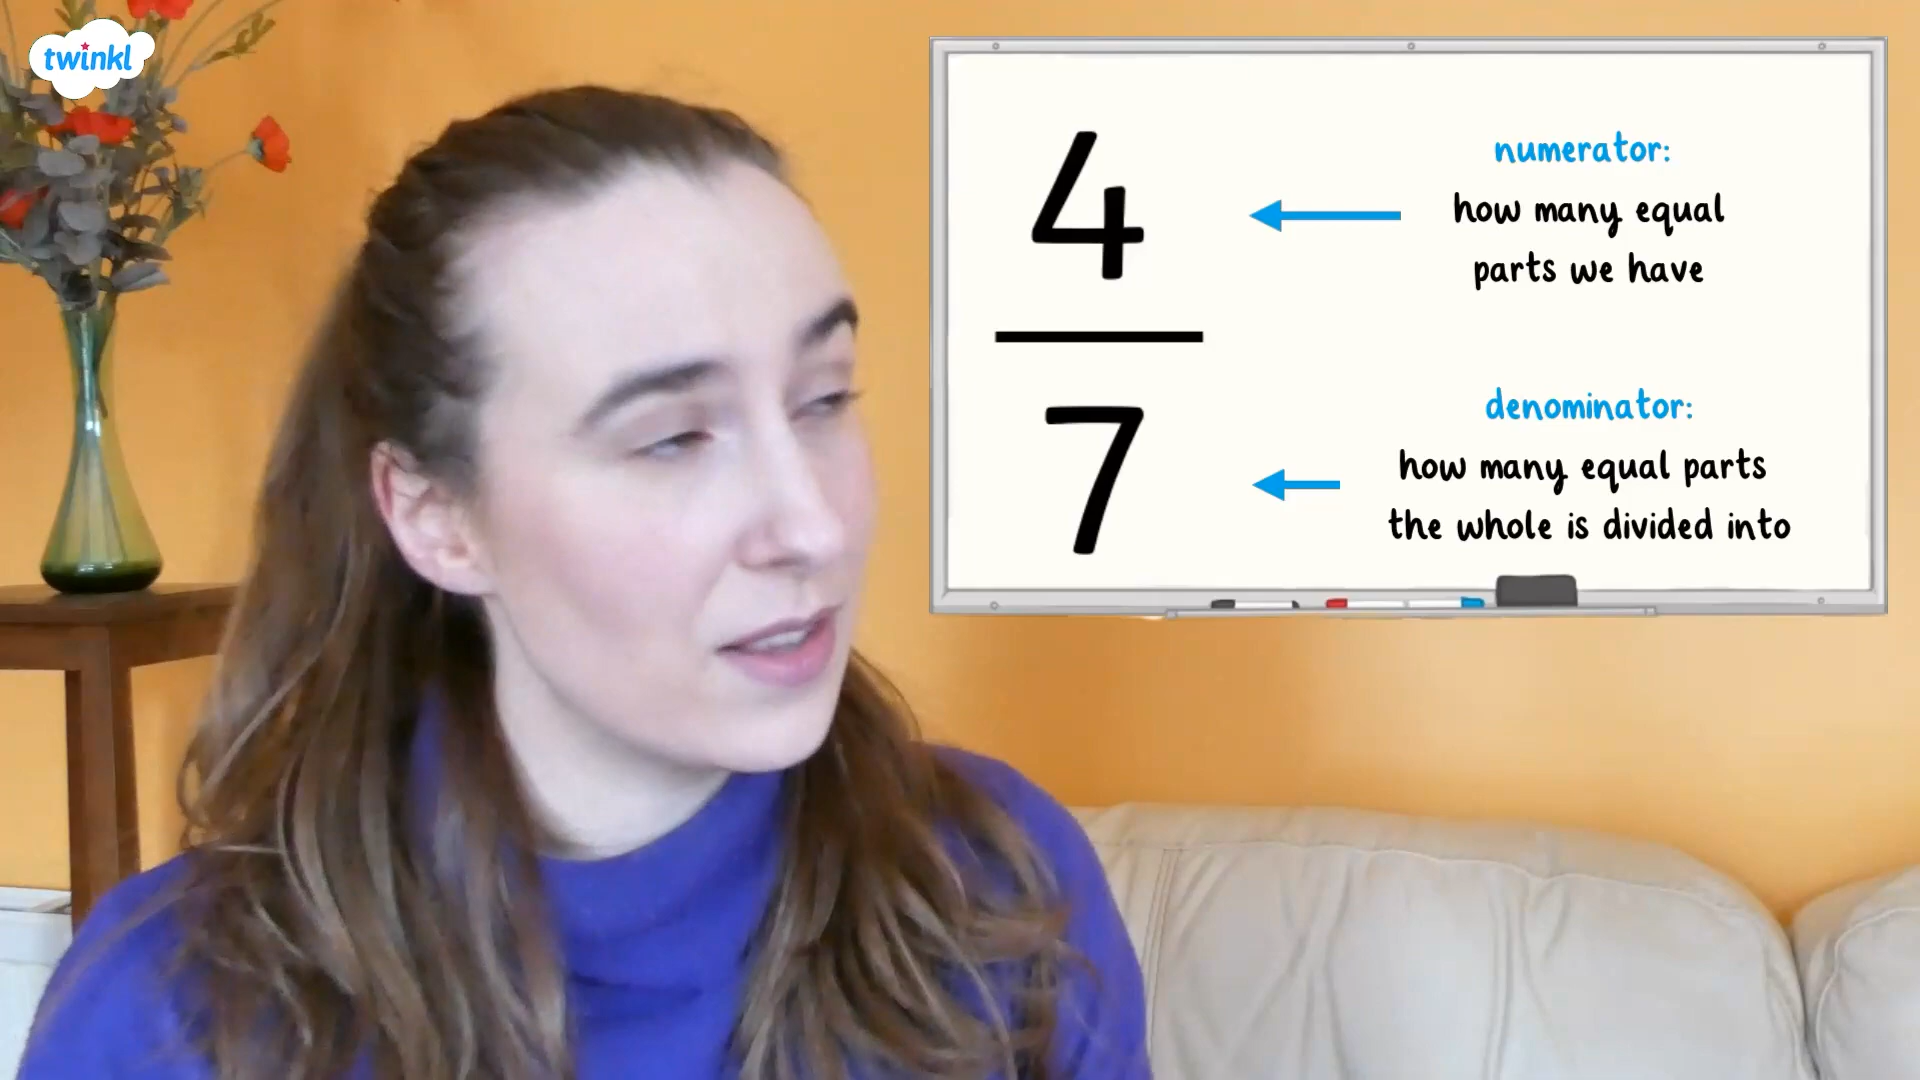 twinkl
4
7
numerator:
how many equal
parts we have
denominator:
how many equal parts
the whole is divided into